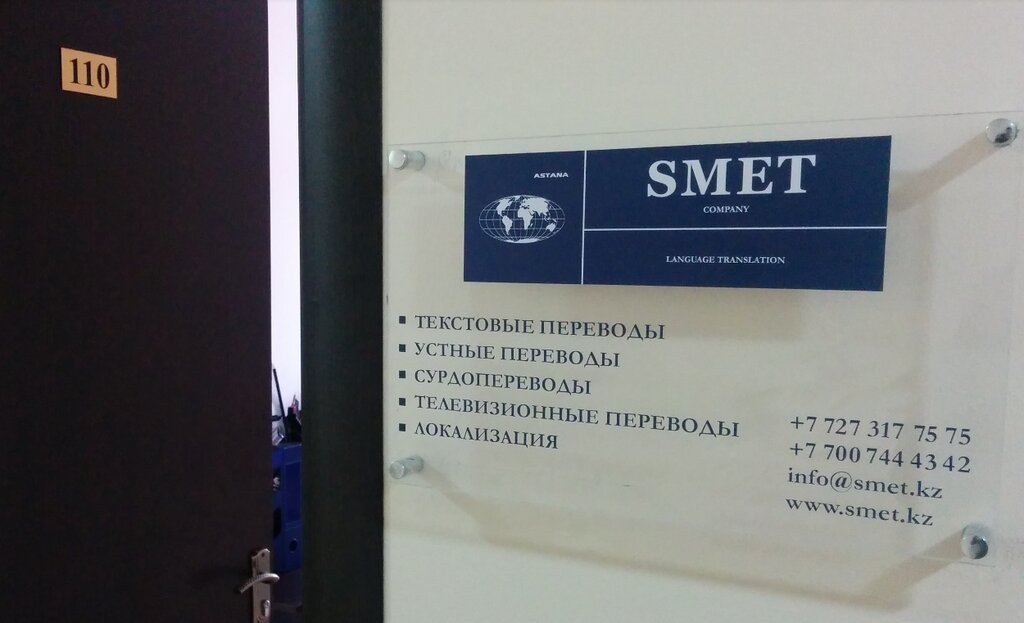 110
ASTANA
SMET
COMPANY
LANGUAGE TRANSLATION
▪ ТЕКСТОВЫЕ ПЕРЕВОДЫ
▪ УСТНЫЕ ПЕРЕВОДЫ
▪ СУРДОПЕРЕВОДЫ
▪ ТЕЛЕВИЗИОННЫЕ ПЕРЕВОДЫ
▪ ЛОКАЛИЗАЦИЯ
+7 727 317 75 75
+7 700 744 43 42
info@smet.kz
www.smet.kz